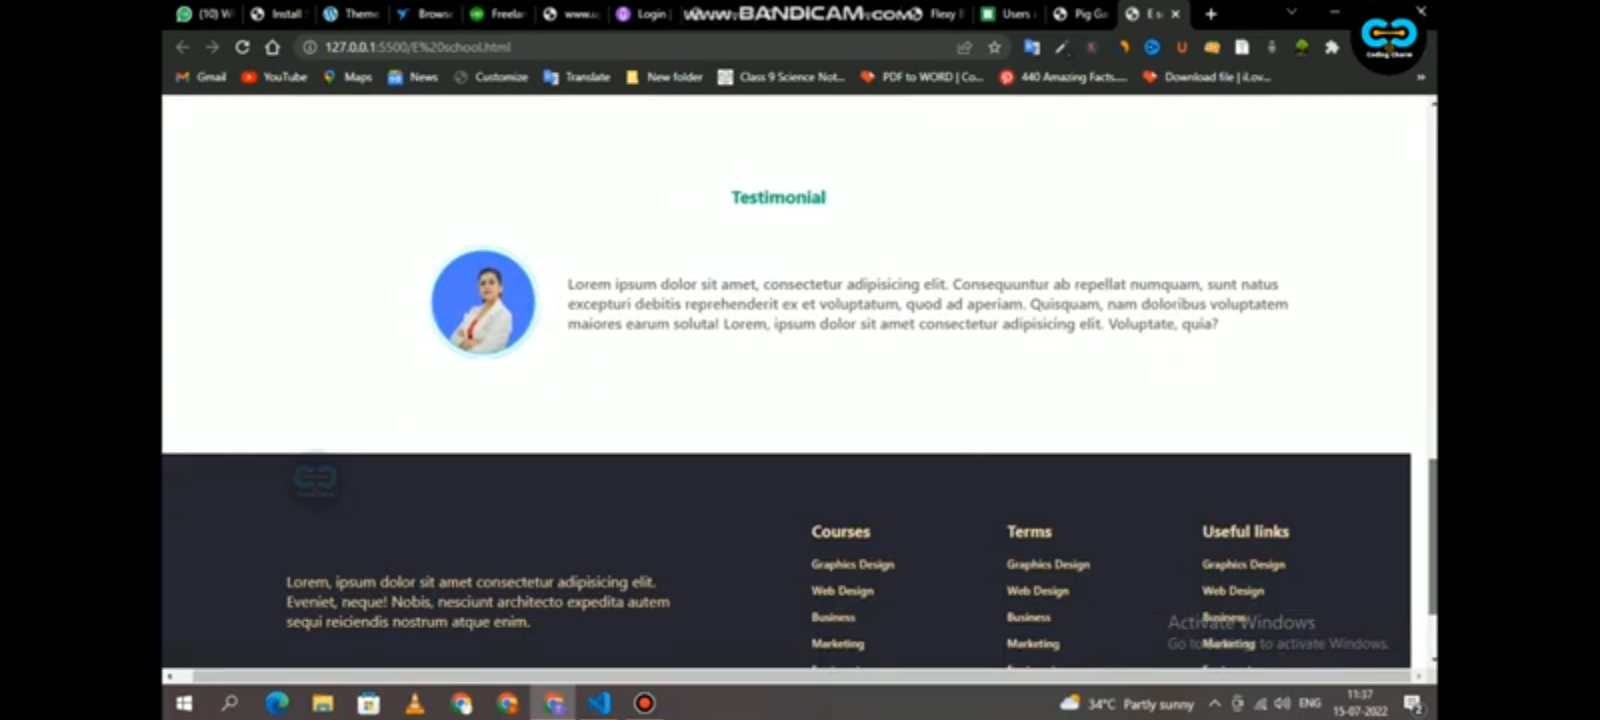 (10) W
Install
Theme
Brows
Freelan
www.
Login
www.BANDICAM.com
Flexy
Users
Pig Ga
E s
127.0.0.1:5500/E%20school.html
Gmail
YouTube
Maps
News
Customize
Translate
New folder
Class 9 Science Not...
PDF to WORD | Co...
440 Amazing Facts....
Download file | iLov...
»
Coding Charm
Testimonial
Lorem ipsum dolor sit amet, consectetur adipisicing elit. Consequuntur ab repellat numquam, sunt natus
excepturi debitis reprehenderit ex et voluptatum, quod ad aperiam. Quisquam, nam doloribus voluptatem
maiores earum soluta! Lorem, ipsum dolor sit amet consectetur adipisicing elit. Voluptate, quia?
Lorem, ipsum dolor sit amet consectetur adipisicing elit.
Eveniet, neque! Nobis, nesciunt architecto expedita autem
sequi reiciendis nostrum atque enim.
Courses
Graphics Design
Web Design
Business
Marketing
Terms
Graphics Design
Web Design
Business
Marketing
Useful links
Graphics Design
Web Design
Business
Marketing
Activate Windows
Go to to activate Windows.
34°C Partly sunny
ENG
11:37
15-07-2022
2